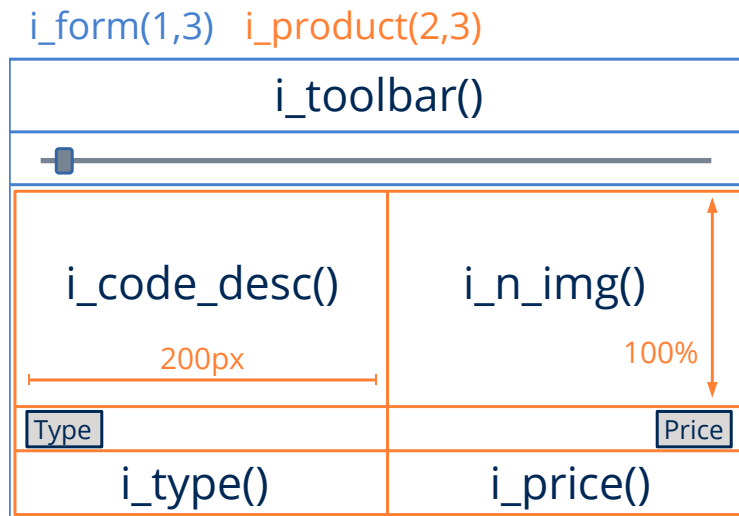 i_form(1,3) i_product(2,3)
i_toolbar()
i_code_desc() i_n_img()
200px 100%
Type Price
i_type() i_price()